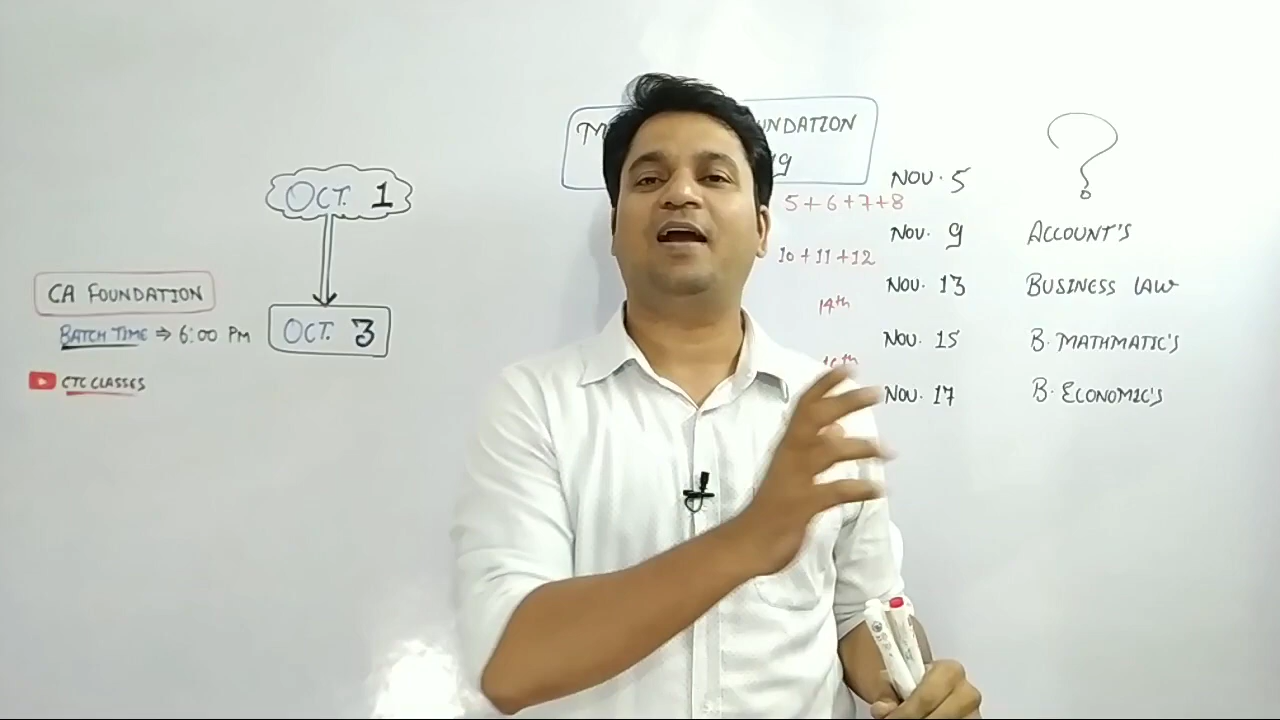 OCT. 1
OCT. 3
CA FOUNDATION
BATCH TIME ⇒ 6:00 PM
CTC CLASSES
NOV. 5 ?
5+6+7+8
NOV. 9 ACCOUNT'S
10+11+12
NOV. 13 BUSINESS LAW
14th
NOV. 15 B. MATHMATIC'S
NOV. 17 B. ECONOMIC'S